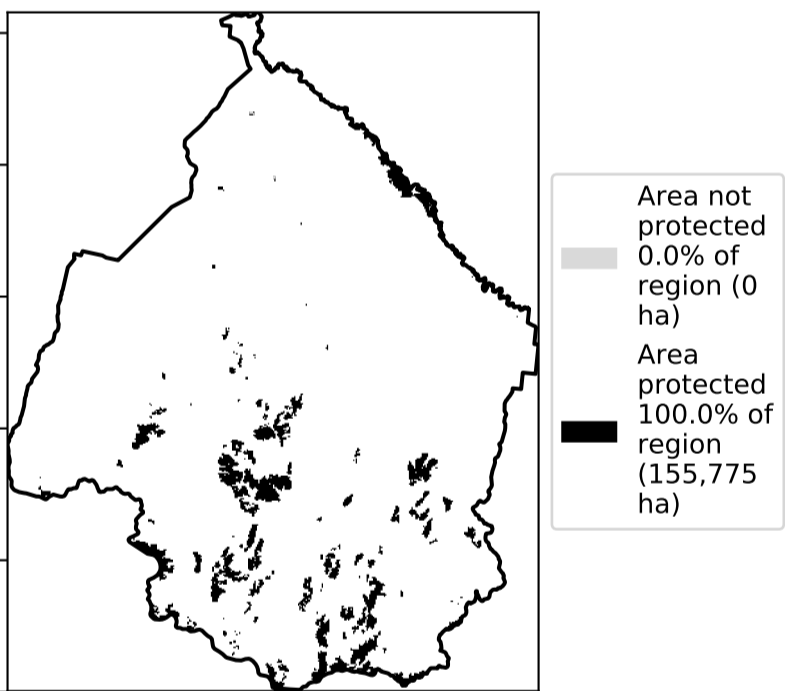 Area not
protected
0.0% of
region (0
ha)
Area
protected
100.0% of
region
(155,775
ha)